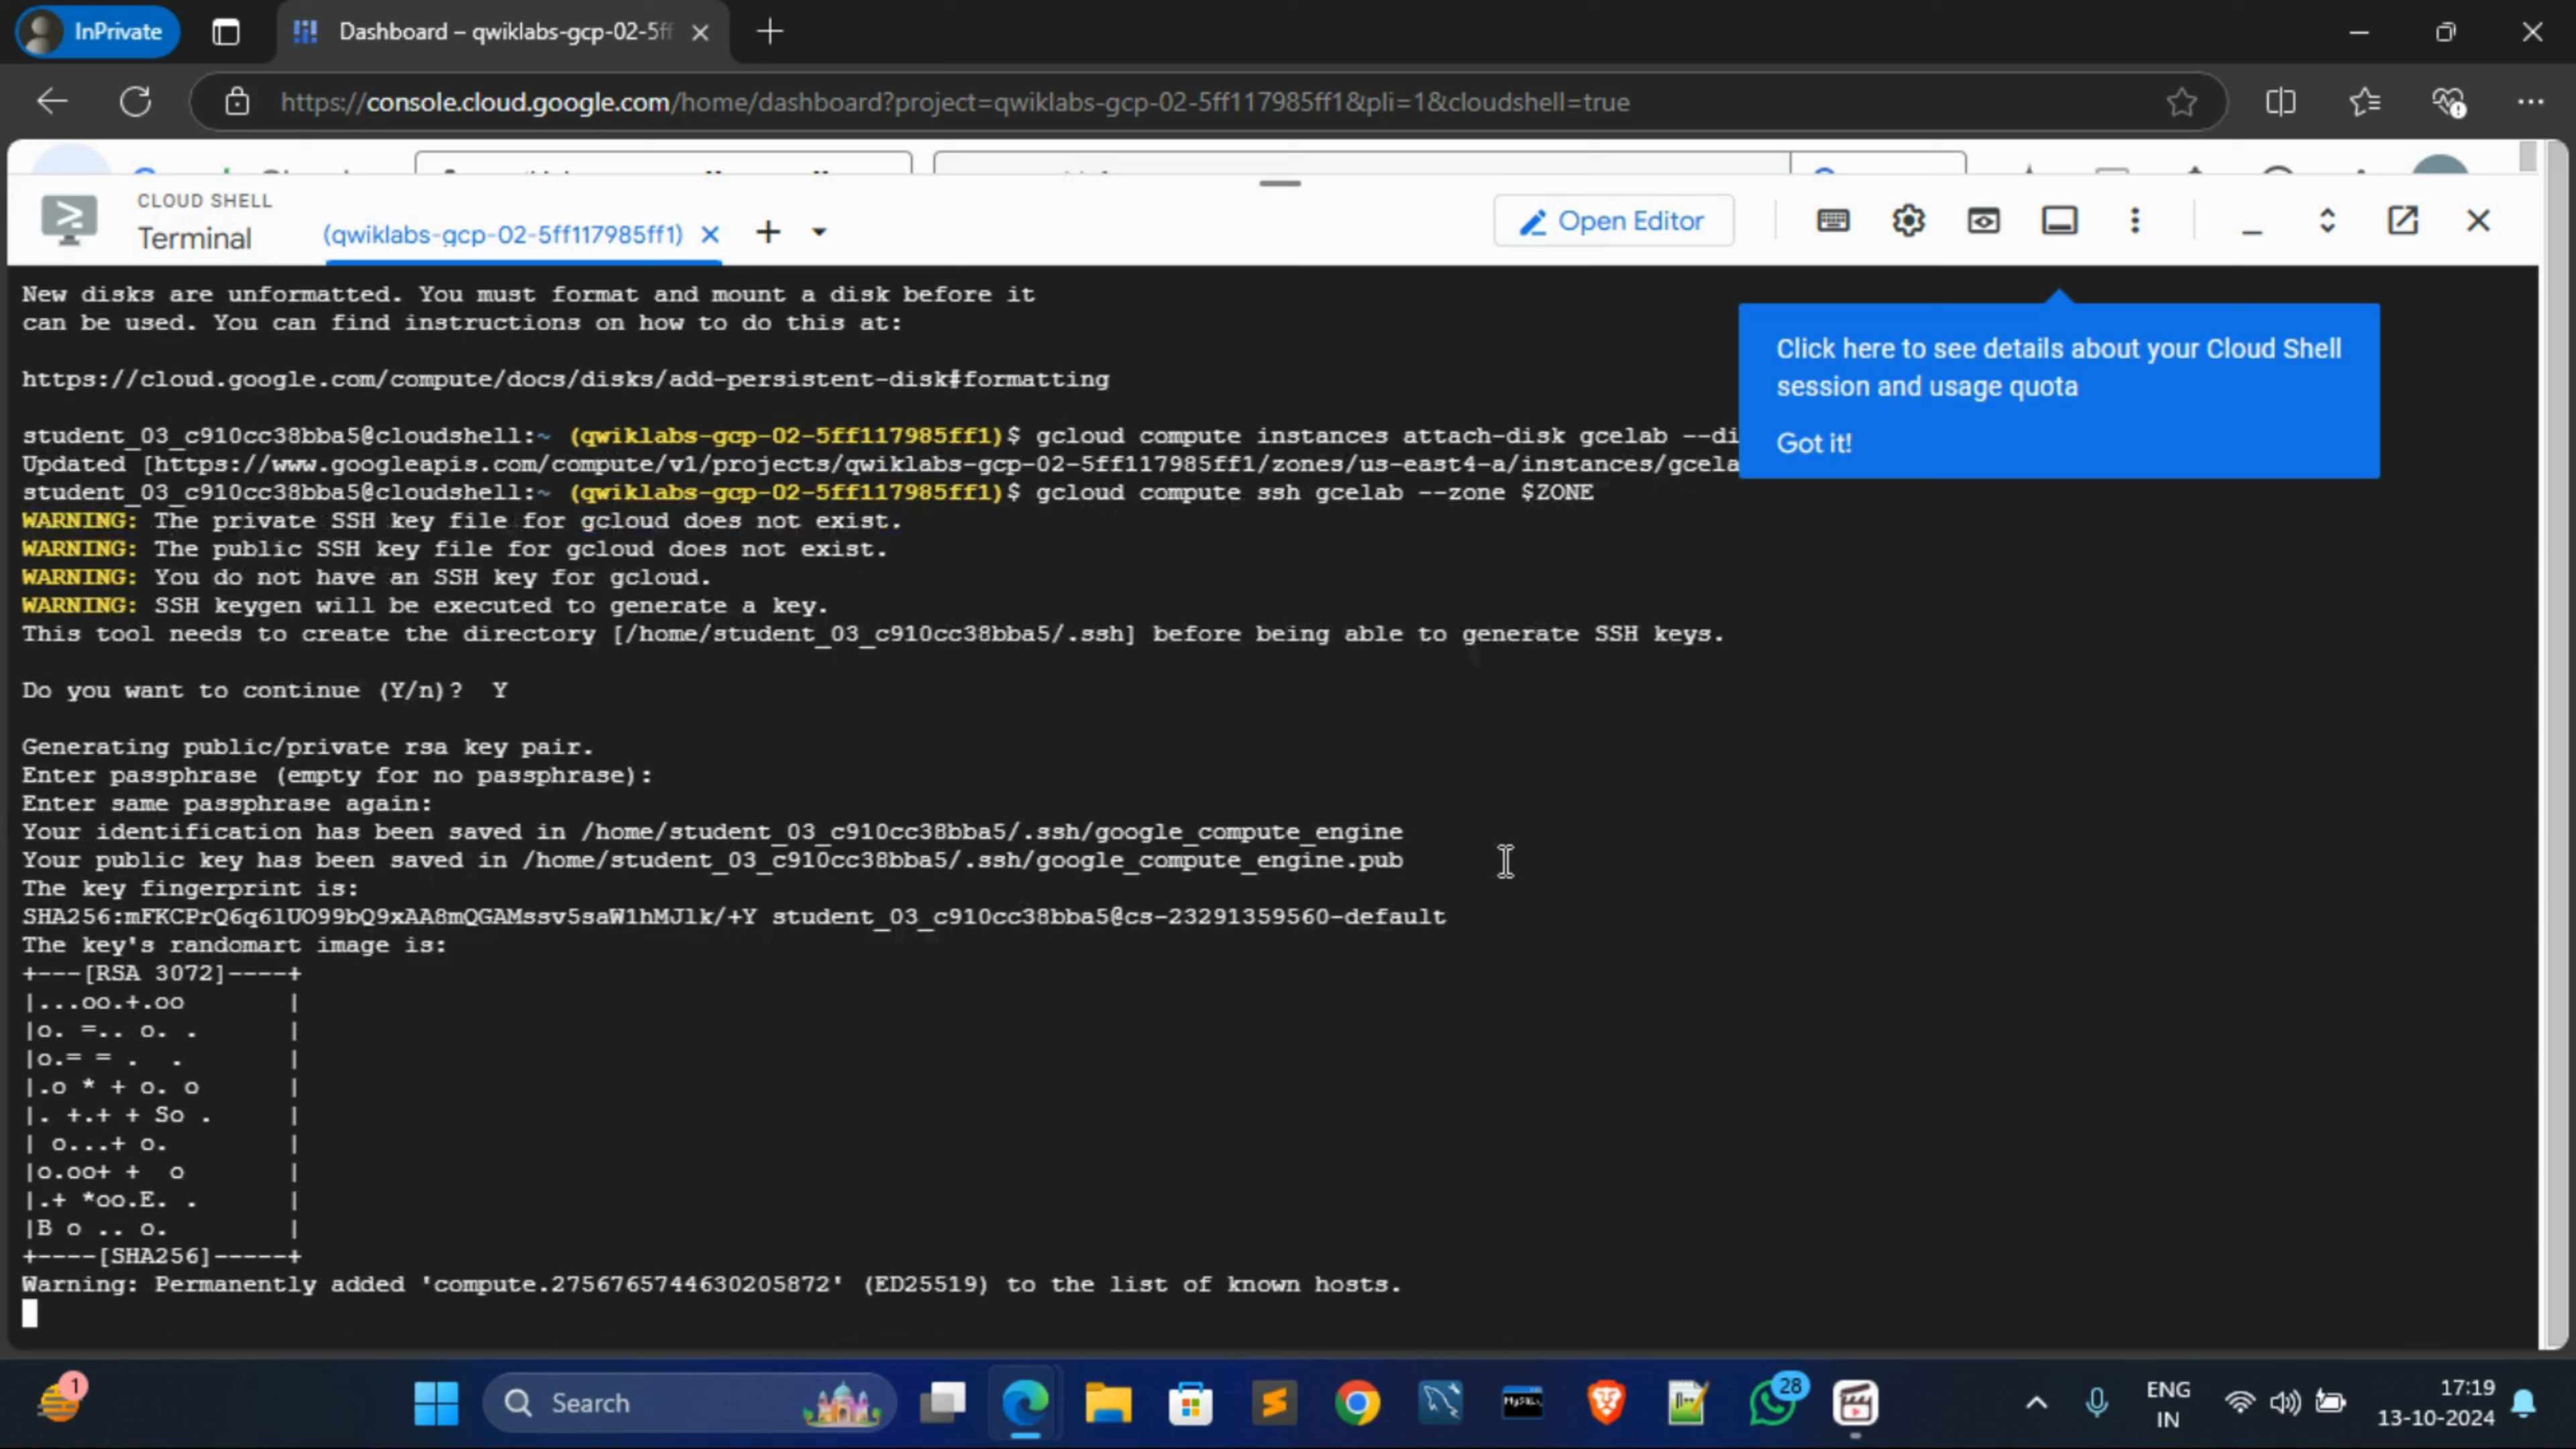 InPrivate
Dashboard – qwiklabs-gcp-02-5ff
https://console.cloud.google.com/home/dashboard?project=qwiklabs-gcp-02-5ff117985ff1&pli=1&cloudshell=true
CLOUD SHELL
Terminal
(qwiklabs-gcp-02-5ff117985ff1)
Open Editor
New disks are unformatted. You must format and mount a disk before it
can be used. You can find instructions on how to do this at:
https://cloud.google.com/compute/docs/disks/add-persistent-disk#formatting
Click here to see details about your Cloud Shell
session and usage quota
Got it!
student_03_c910cc38bba5@cloudshell:~ (qwiklabs-gcp-02-5ff117985ff1)$ gcloud compute instances attach-disk gcelab --di
Updated [https://www.googleapis.com/compute/v1/projects/qwiklabs-gcp-02-5ff117985ff1/zones/us-east4-a/instances/gcela
student_03_c910cc38bba5@cloudshell:~ (qwiklabs-gcp-02-5ff117985ff1)$ gcloud compute ssh gcelab --zone $ZONE
WARNING: The private SSH key file for gcloud does not exist.
WARNING: The public SSH key file for gcloud does not exist.
WARNING: You do not have an SSH key for gcloud.
WARNING: SSH keygen will be executed to generate a key.
This tool needs to create the directory [/home/student_03_c910cc38bba5/.ssh] before being able to generate SSH keys.
Do you want to continue (Y/n)?  Y
Generating public/private rsa key pair.
Enter passphrase (empty for no passphrase):
Enter same passphrase again:
Your identification has been saved in /home/student_03_c910cc38bba5/.ssh/google_compute_engine
Your public key has been saved in /home/student_03_c910cc38bba5/.ssh/google_compute_engine.pub
The key fingerprint is:
SHA256:mFKCPrQ6q6lUO99bQ9xAA8mQGAMssv5saW1hMJlk/+Y student_03_c910cc38bba5@cs-23291359560-default
The key's randomart image is:
+---[RSA 3072]----+
|...oo.+.oo       |
|o. =.. o. .      |
|o.= = .  .       |
|.o * + o. o      |
|. +.+ + So .     |
| o...+ o.        |
|o.oo+ +  o       |
|.+ *oo.E. .      |
|B o .. o.        |
+----[SHA256]-----+
Warning: Permanently added 'compute.2756765744630205872' (ED25519) to the list of known hosts.
1
Search
MySQL
28
ENG
IN
17:19
13-10-2024